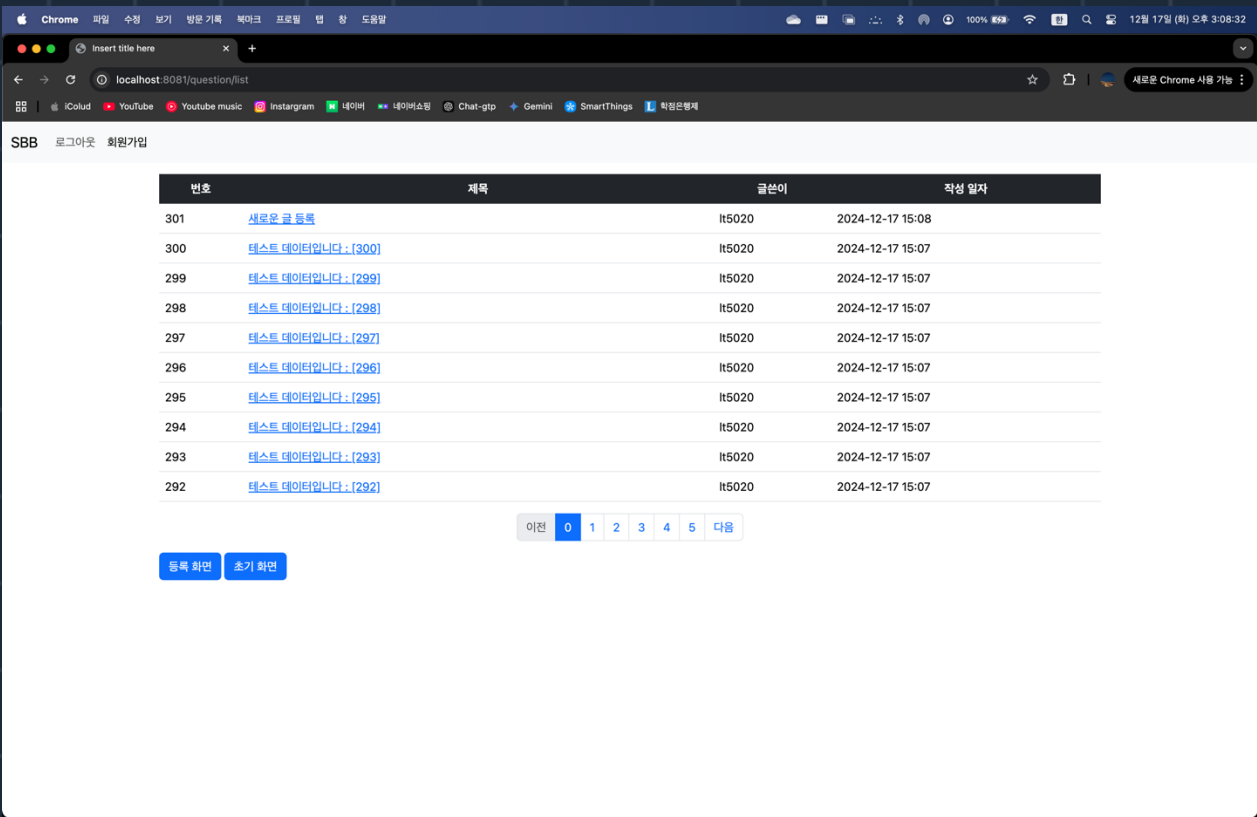 Chrome 파일 수정 보기 방문 기록 북마크 프로필 탭 창 도움말 100% 한 12월 17일 (화) 오후 3:08:32
Insert title here
localhost:8081/question/list 새로운 Chrome 사용 가능
iColud YouTube Youtube music Instargram N 네이버 네이버쇼핑 Chat-gtp Gemini SmartThings L 학점은행제
SBB 로그아웃 회원가입
번호 제목 글쓴이 작성 일자
301 새로운 글 등록 lt5020 2024-12-17 15:08
300 테스트 데이터입니다 : [300] lt5020 2024-12-17 15:07
299 테스트 데이터입니다 : [299] lt5020 2024-12-17 15:07
298 테스트 데이터입니다 : [298] lt5020 2024-12-17 15:07
297 테스트 데이터입니다 : [297] lt5020 2024-12-17 15:07
296 테스트 데이터입니다 : [296] lt5020 2024-12-17 15:07
295 테스트 데이터입니다 : [295] lt5020 2024-12-17 15:07
294 테스트 데이터입니다 : [294] lt5020 2024-12-17 15:07
293 테스트 데이터입니다 : [293] lt5020 2024-12-17 15:07
292 테스트 데이터입니다 : [292] lt5020 2024-12-17 15:07
이전 0 1 2 3 4 5 다음
등록 화면 초기 화면